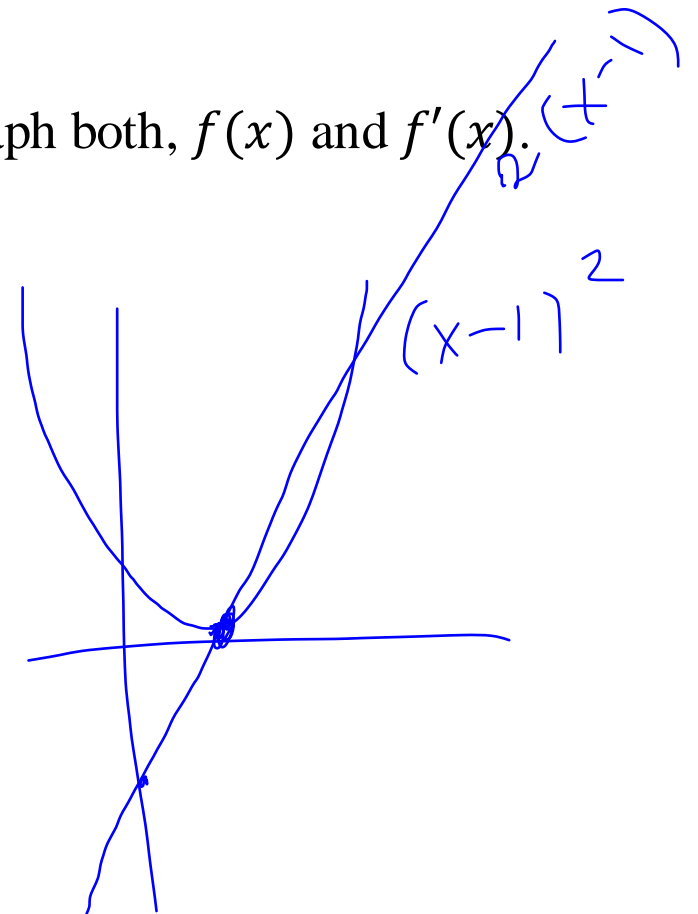 ph both, f(x) and f′(x).
2(x-1)
(x-1)²